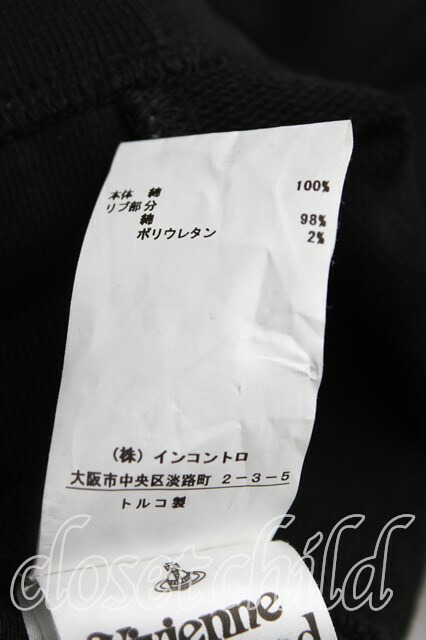 本体 綿 100%
リブ部分
綿 98%
ポリウレタン 2%
(株) インコントロ
大阪市中央区淡路町 2-3-5
トルコ製
closetchild
Vivienne